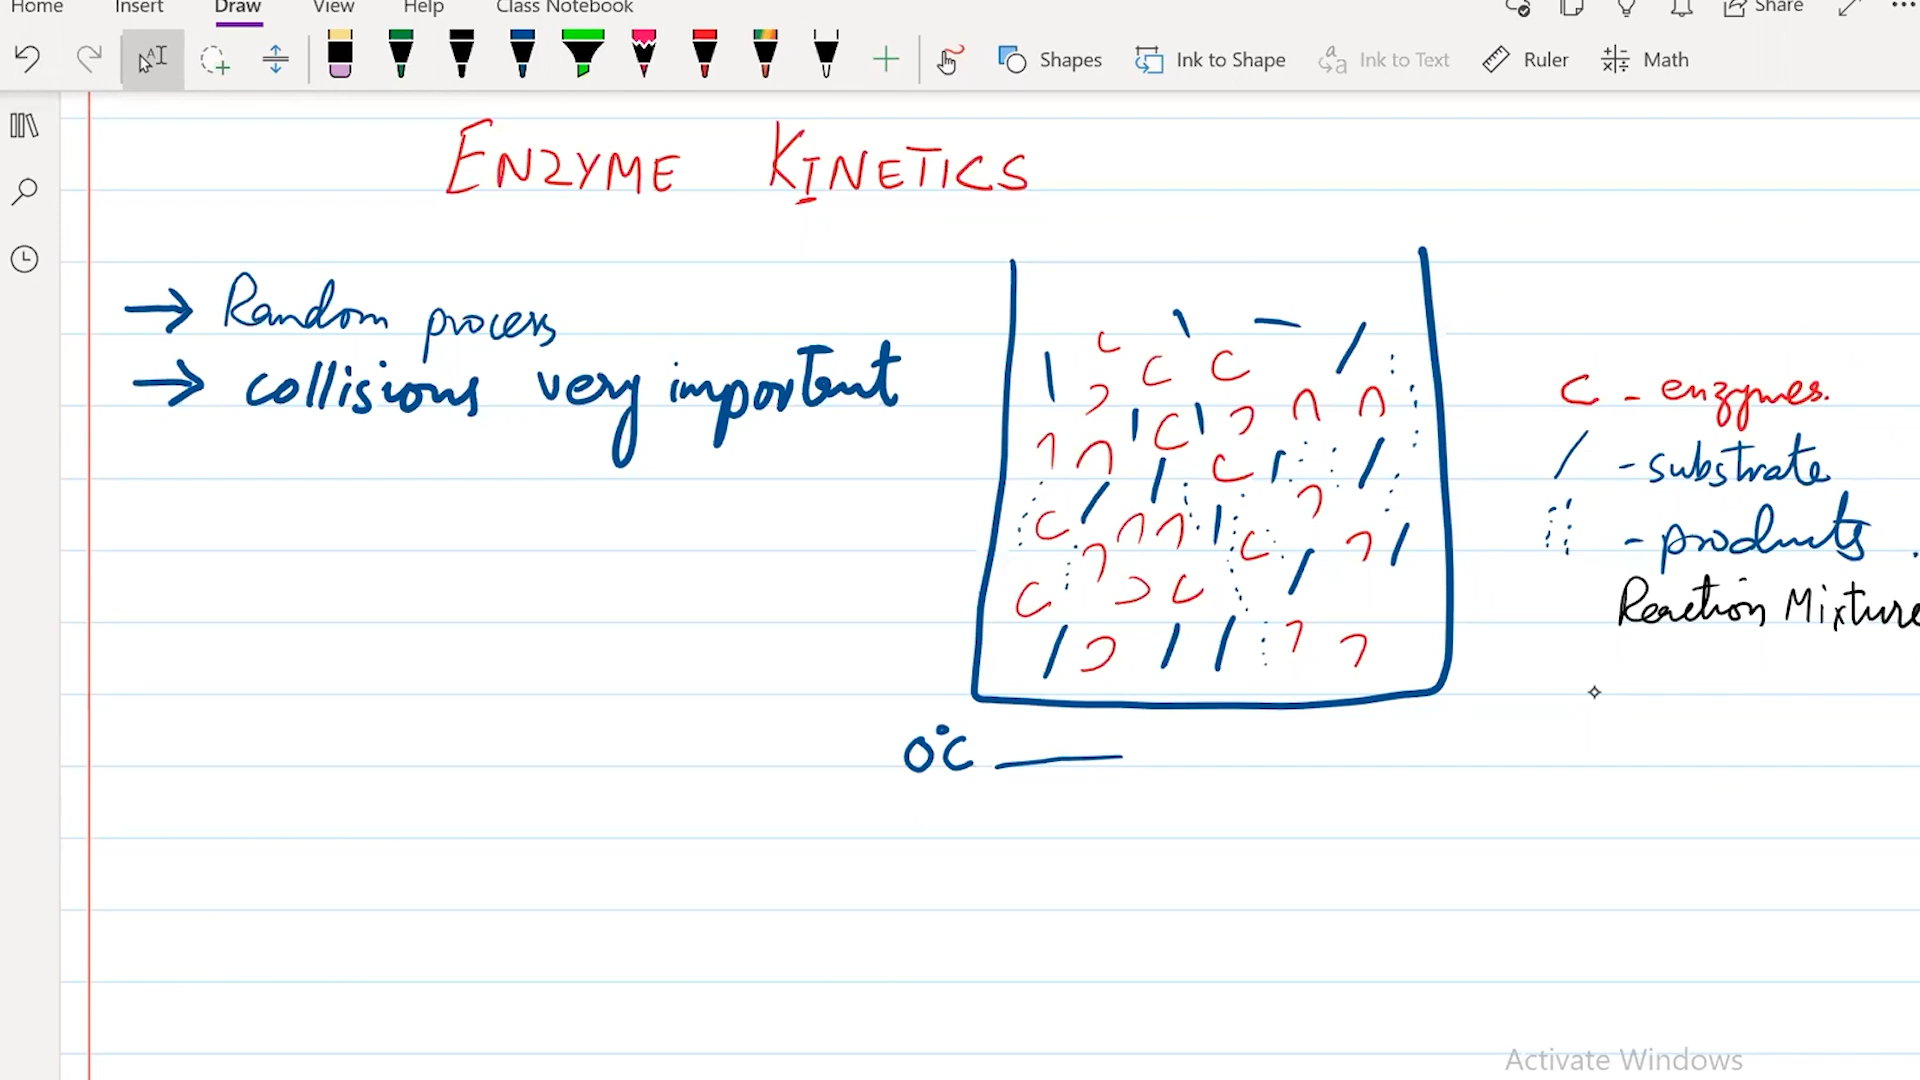 Home Insert Draw View Help Class Notebook Share
Shapes Ink to Shape Ink to Text Ruler Math
ENZYME KINETICS
→ Random process
→ collisions very important
C - enzymes.
/ - substrate
- products
Reaction Mixture
0°C
Activate Windows